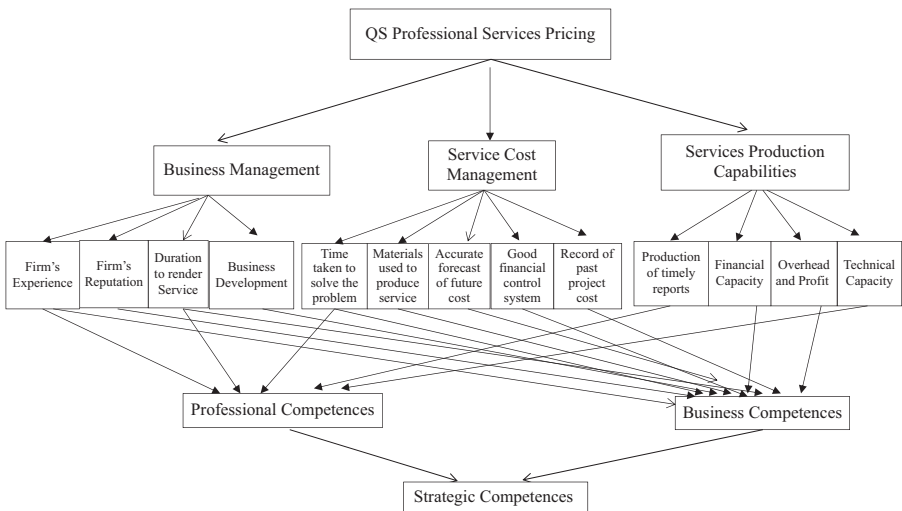 QS Professional Services Pricing
Business Management
Service Cost
Management
Services Production
Capabilities
Firm's
Experience
Firm's
Reputation
Duration
to render
Service
Business
Development
Time
taken to
solve the
problem
Materials
used to
produce
service
Accurate
forecast
of future
cost
Good
financial
control
system
Record of
past
project
cost
Production
of timely
reports
Financial
Capacity
Overhead
and Profit
Technical
Capacity
Professional Competences
Business Competences
Strategic Competences